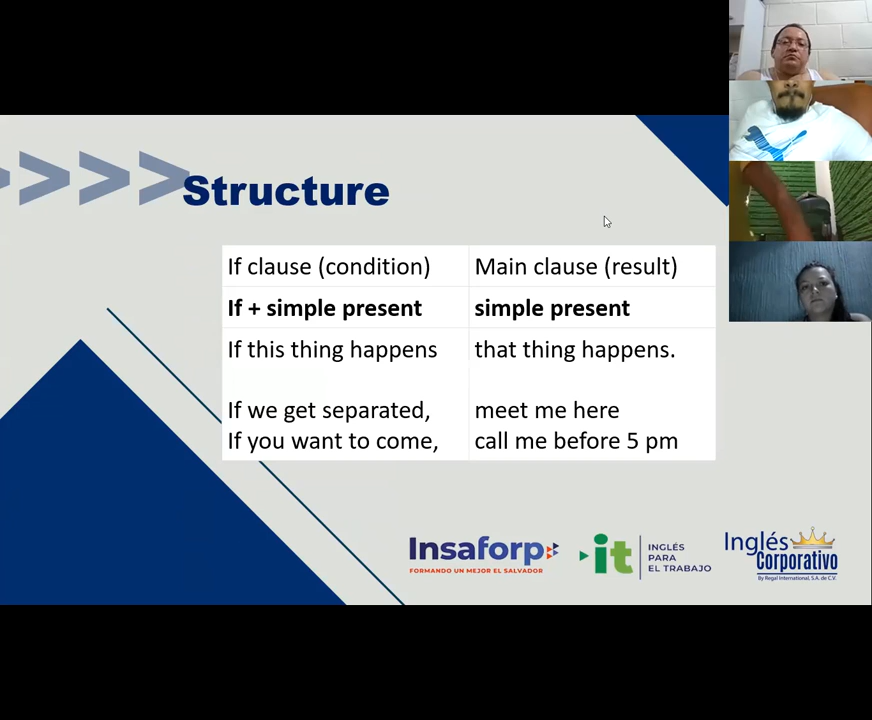 Structure
If clause (condition) Main clause (result)
If + simple present simple present
If this thing happens that thing happens.
If we get separated, meet me here
If you want to come, call me before 5 pm
Insaforp
FORMANDO UN MEJOR EL SALVADOR
it
INGLÉS
PARA
EL TRABAJO
Inglés
Corporativo
By Regal International, S.A. de C.V.